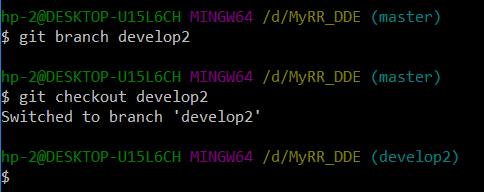 hp-2@DESKTOP-U15L6CH MINGW64 /d/MyRR_DDE (master)
$ git branch develop2
hp-2@DESKTOP-U15L6CH MINGW64 /d/MyRR_DDE (master)
$ git checkout develop2
Switched to branch 'develop2'
hp-2@DESKTOP-U15L6CH MINGW64 /d/MyRR_DDE (develop2)
$